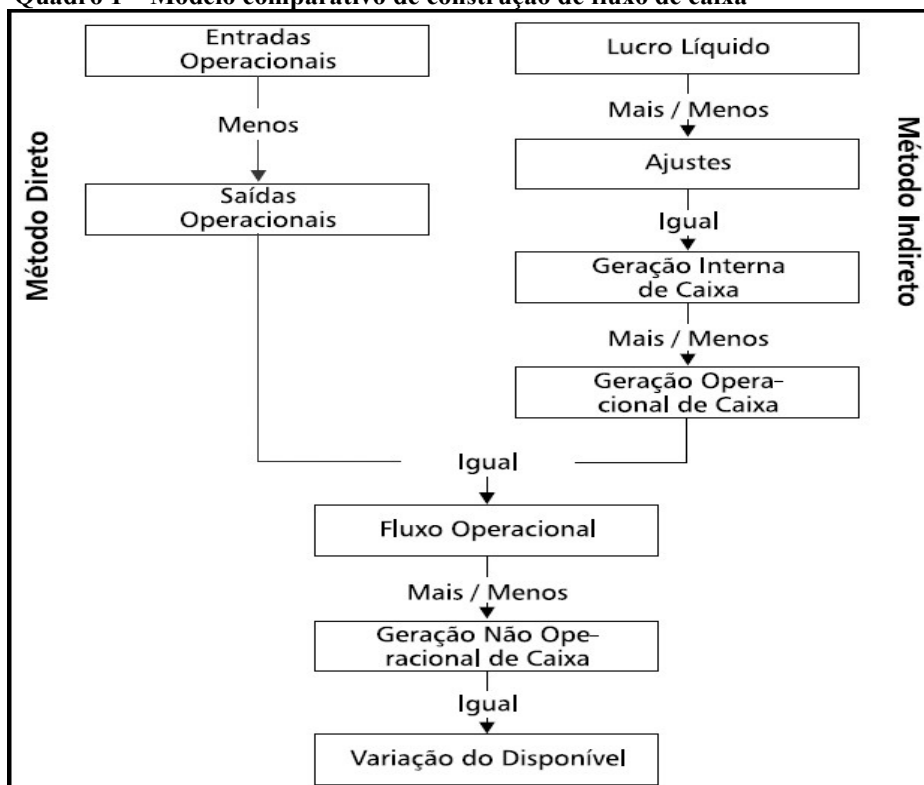 Quadro 1 – Modelo comparativo de construção de fluxo de caixa
Método Direto
Entradas
Operacionais
Menos
Saídas
Operacionais
Método Indireto
Lucro Líquido
Mais / Menos
Ajustes
Igual
Geração Interna
de Caixa
Mais / Menos
Geração Opera-
cional de Caixa
Igual
Fluxo Operacional
Mais / Menos
Geração Não Ope-
racional de Caixa
Igual
Variação do Disponível